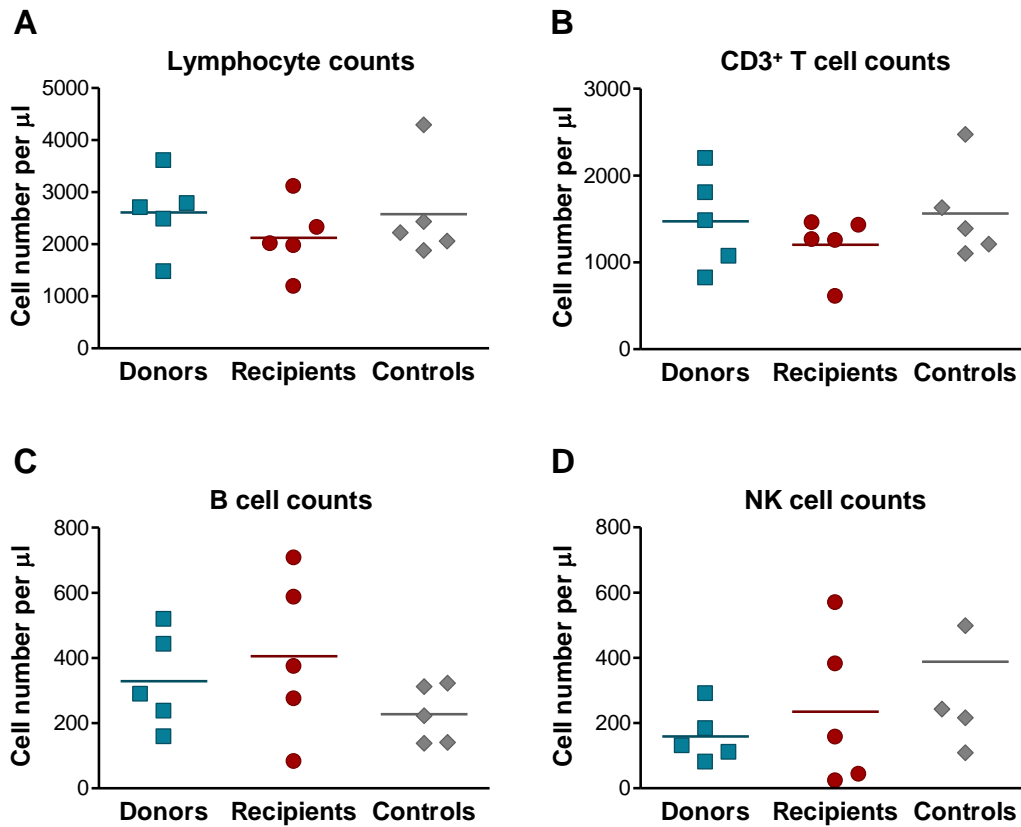 A
Lymphocyte counts
Cell number per µl
5000
4000
3000
2000
1000
0
Donors Recipients Controls
B
CD3⁺ T cell counts
Cell number per µl
3000
2000
1000
0
Donors Recipients Controls
C
B cell counts
Cell number per µl
800
600
400
200
0
Donors Recipients Controls
D
NK cell counts
Cell number per µl
800
600
400
200
0
Donors Recipients Controls